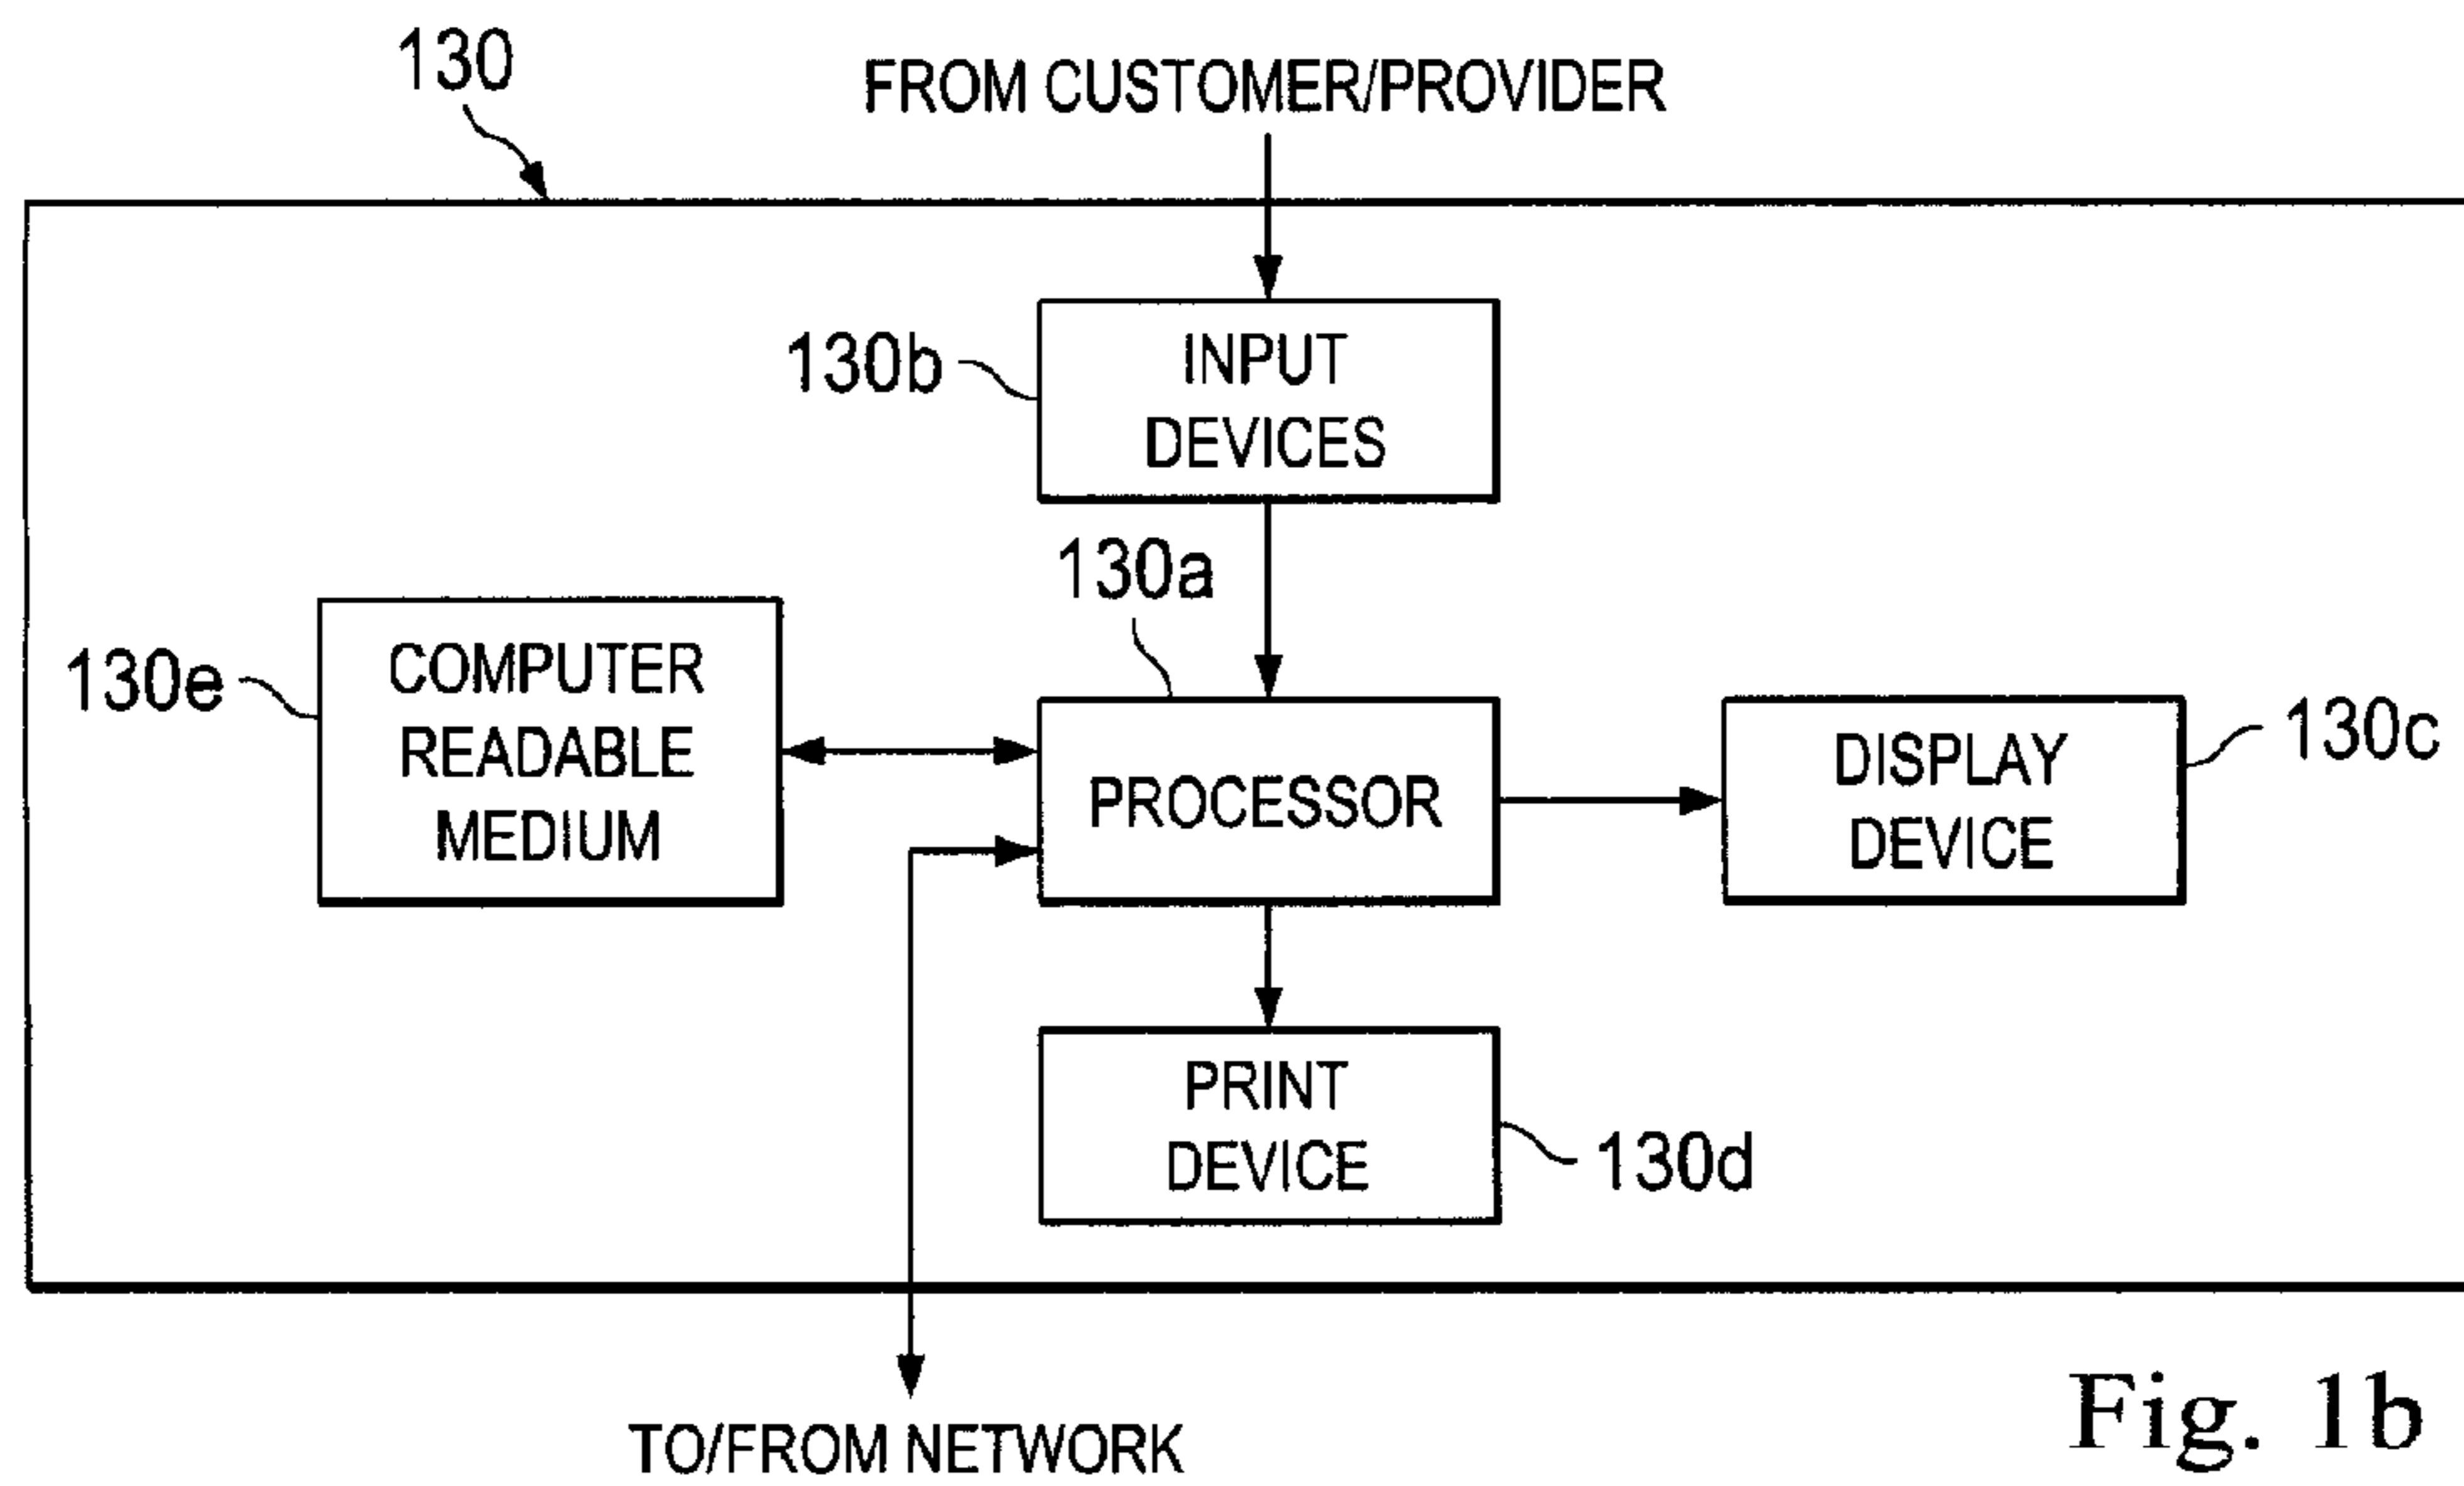 130
FROM CUSTOMER/PROVIDER
130b
INPUT
DEVICES
130a
130e
COMPUTER
READABLE
MEDIUM
PROCESSOR
DISPLAY
DEVICE
130c
PRINT
DEVICE
130d
TO/FROM NETWORK
Fig. 1b